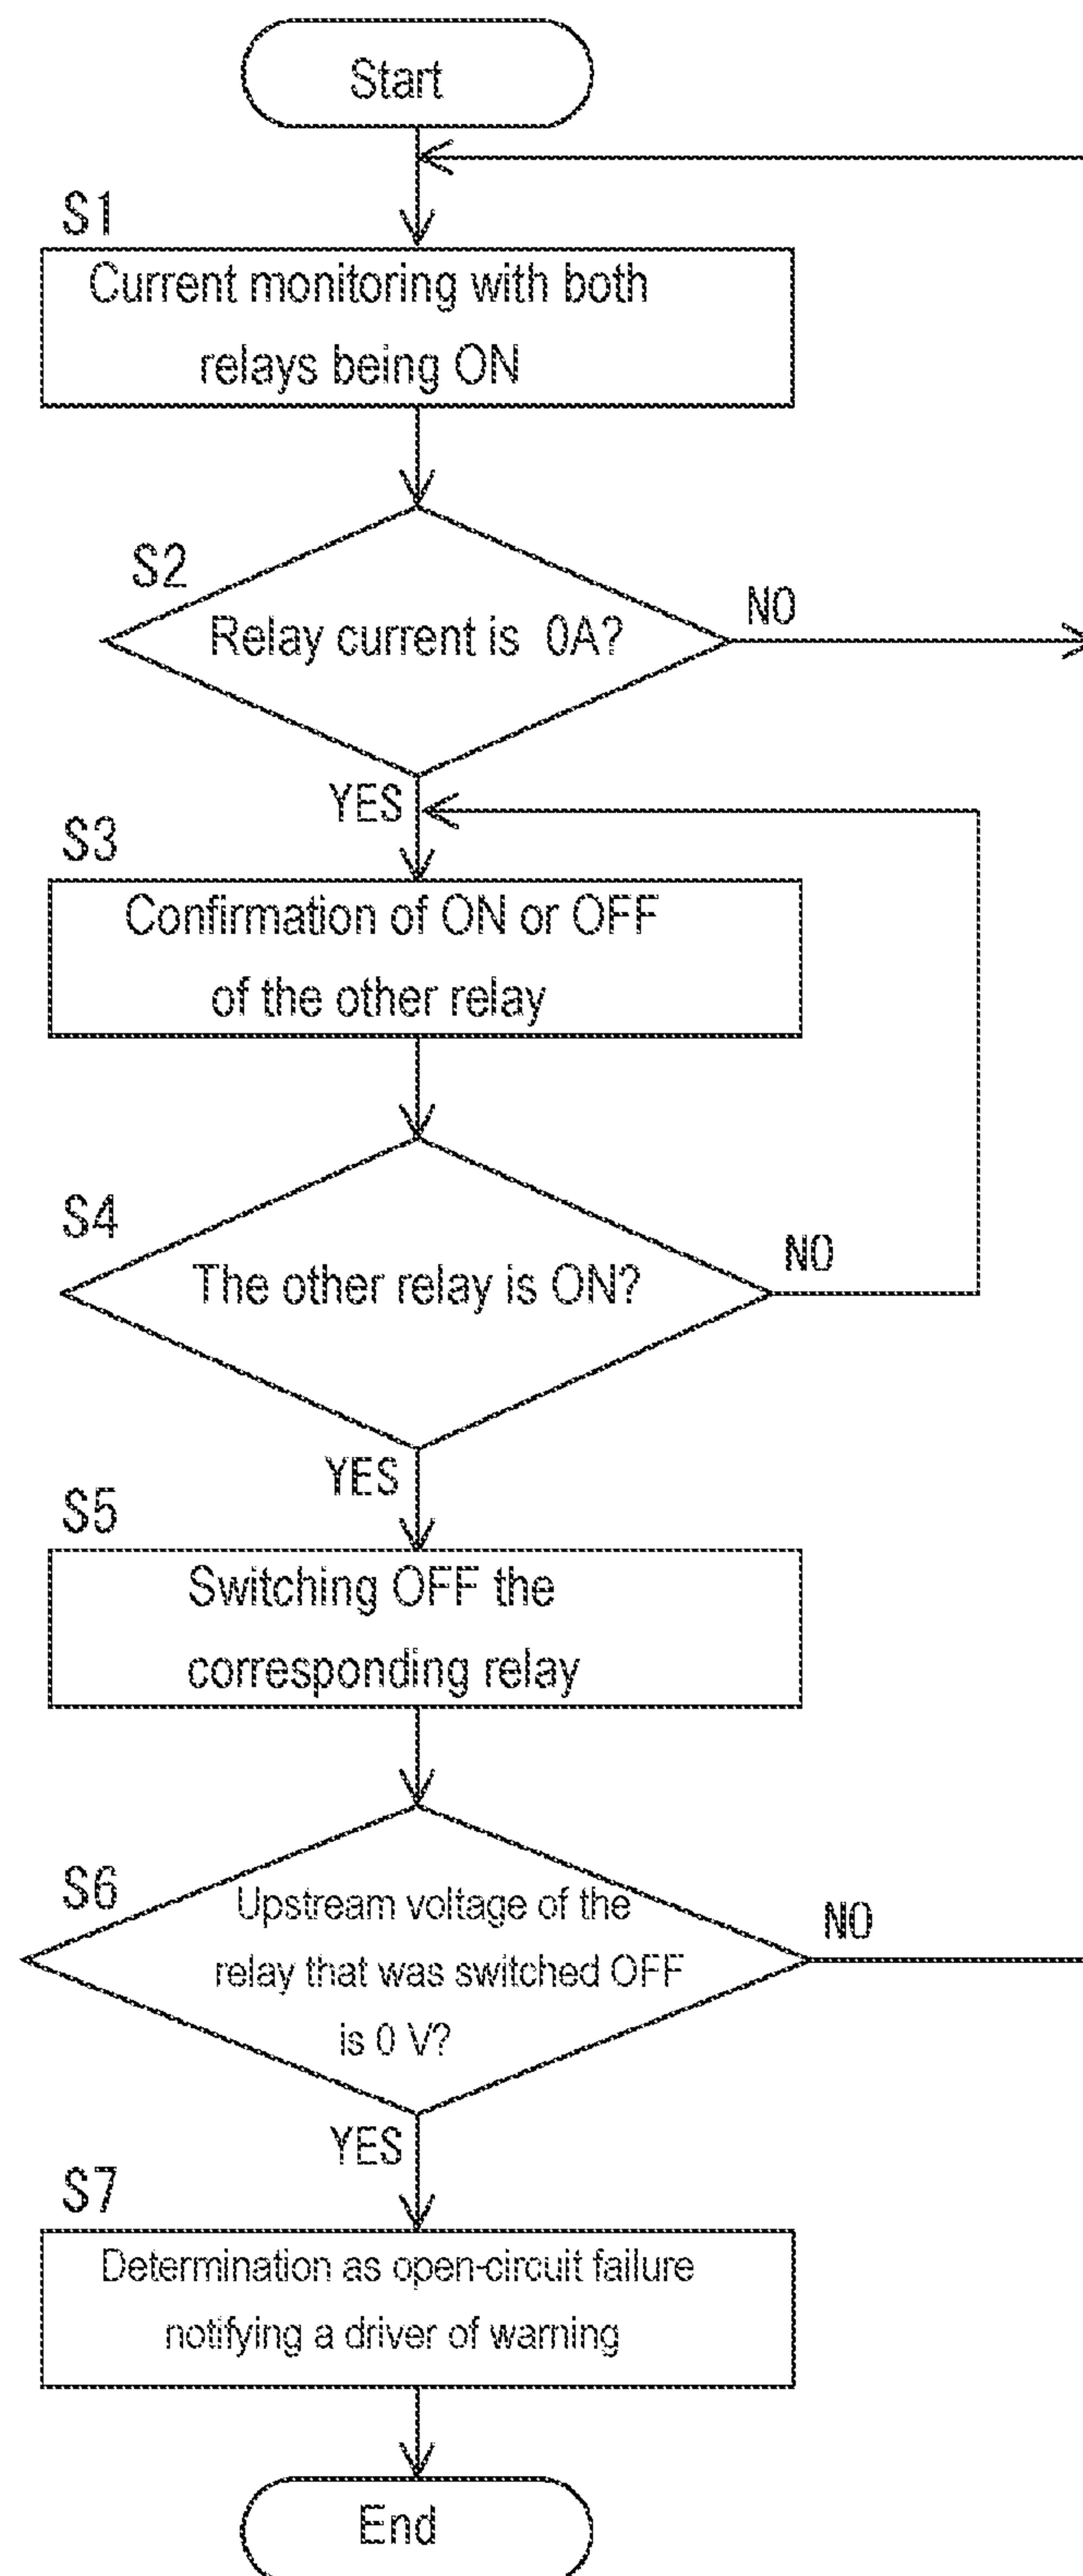 Start
S1
Current monitoring with both
relays being ON
S2
Relay current is 0A?
NO
YES
S3
Confirmation of ON or OFF
of the other relay
S4
The other relay is ON?
NO
YES
S5
Switching OFF the
corresponding relay
S6
Upstream voltage of the
relay that was switched OFF
is 0 V?
NO
YES
S7
Determination as open-circuit failure
notifying a driver of warning
End